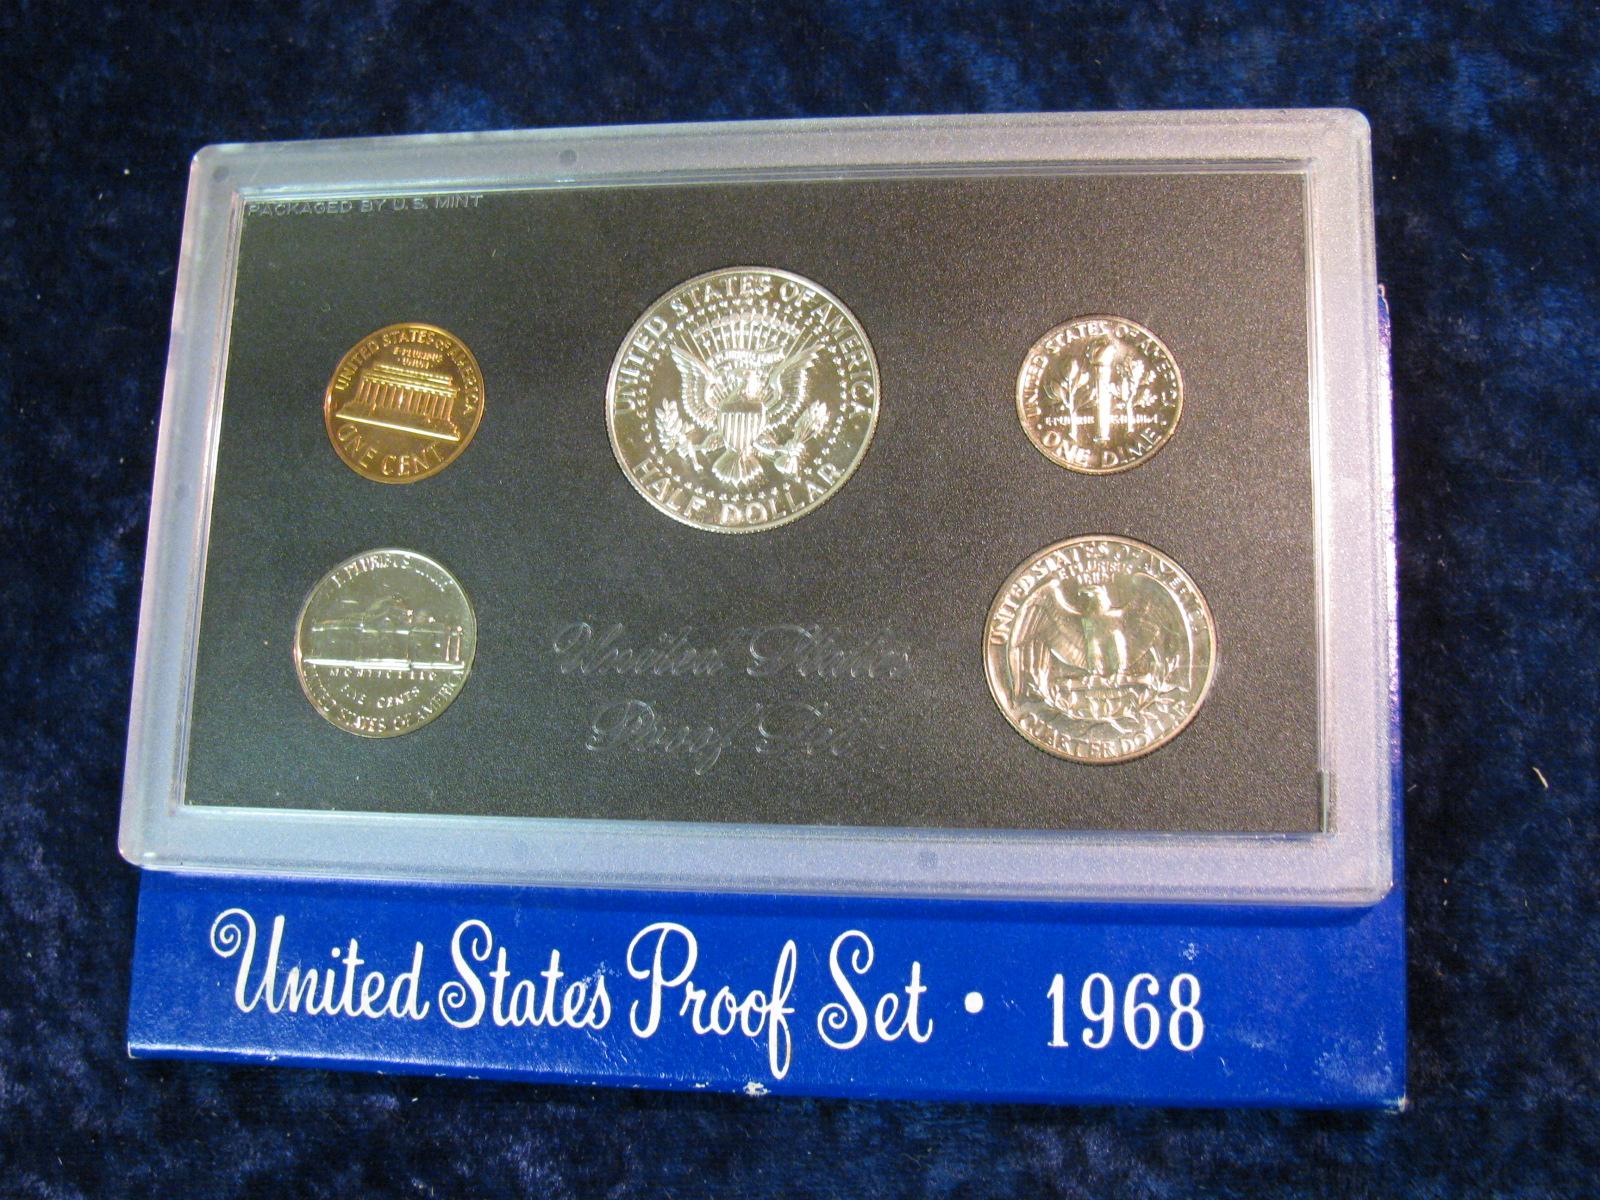 PACKAGED BY U.S. MINT
UNITED STATES OF AMERICA
E·PLURIBUS
·UNUM·
ONE CENT
UNITED STATES OF AMERICA
HALF DOLLAR
UNITED STATES OF AMERICA
ONE DIME
E PLURIBUS
MONTICELLO
FIVE CENTS
UNITED STATES OF AMERICA
UNITED STATES OF AMERICA
E PLURIBUS
UNUM
QUARTER DOLLAR
United States
Proof Set
United States Proof Set · 1968